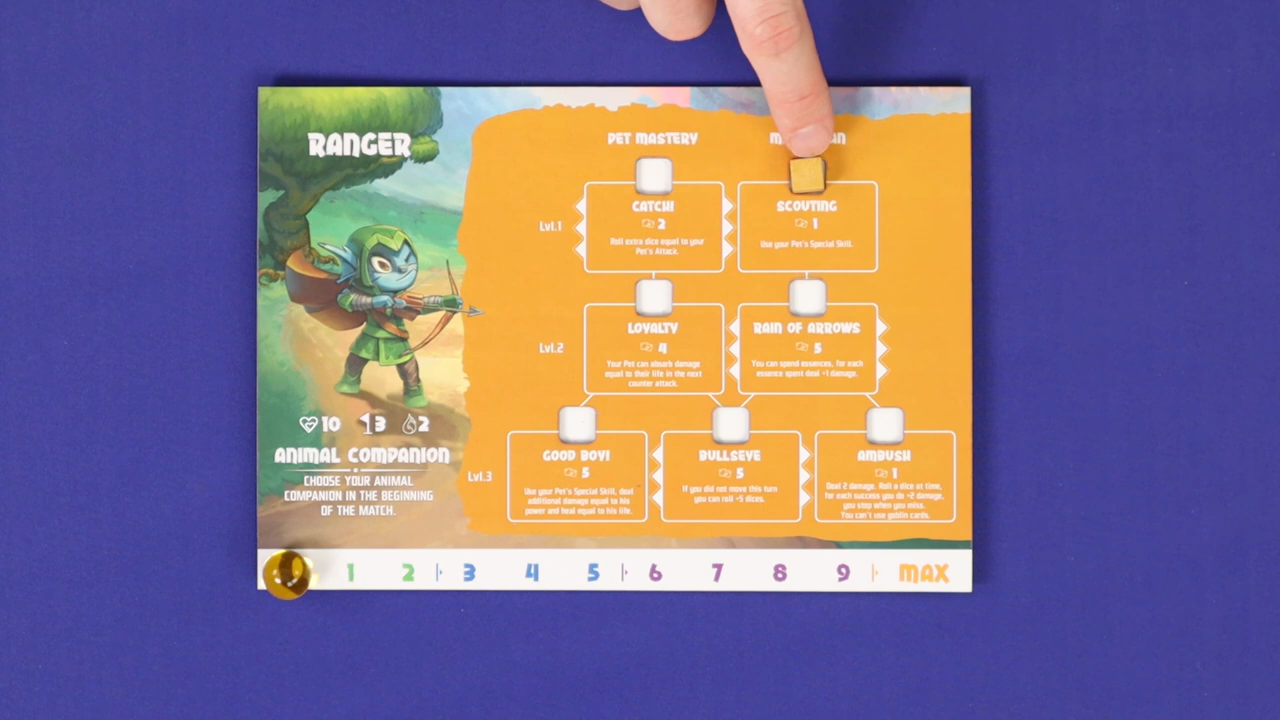 RANGER
PET MASTERY
CATCH!
2
Roll extra dice equal to your
Pet's Attack.
SCOUTING
1
Use your Pet's Special Skill.
Lvl.1
LOYALTY
4
Your Pet can absorb damage
equal to their life in the next
counter attack.
RAIN OF ARROWS
5
You can spend essences, for each
essence spent deal +1 damage.
Lvl.2
GOOD BOY!
5
Use your Pet's Special Skill, deal
additional damage equal to his
power and heal equal to his life.
BULLSEYE
5
If you did not move this turn
you can roll +5 dices.
AMBUSH
1
Deal 2 damage. Roll a dice at time,
for each success you do +2 damage,
you stop when you miss.
You can't use goblin cards.
Lvl.3
10 3 2
ANIMAL COMPANION
CHOOSE YOUR ANIMAL
COMPANION IN THE BEGINNING
OF THE MATCH.
1 2 3 4 5 6 7 8 9 MAX